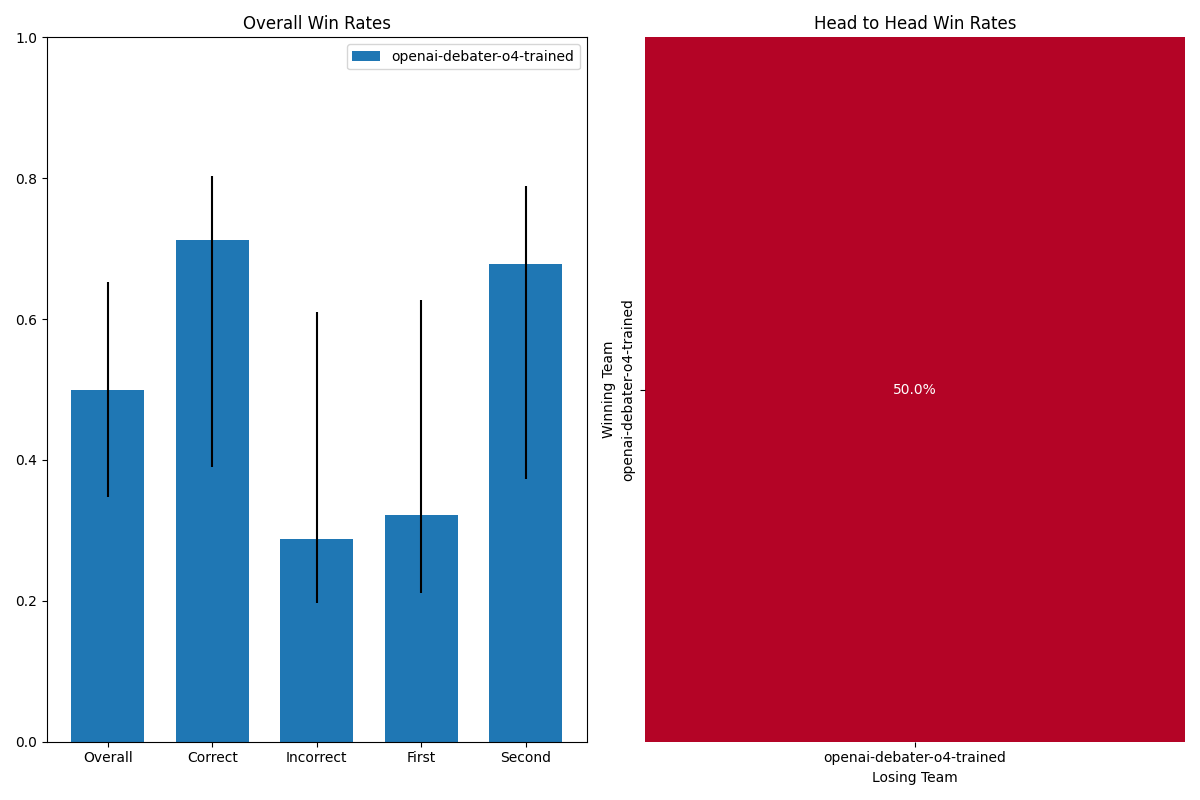 Overall Win Rates
openai-debater-o4-trained
1.0
0.8
0.6
0.4
0.2
0.0
Overall Correct Incorrect First Second
Head to Head Win Rates
Winning Team
openai-debater-o4-trained
50.0%
openai-debater-o4-trained
Losing Team